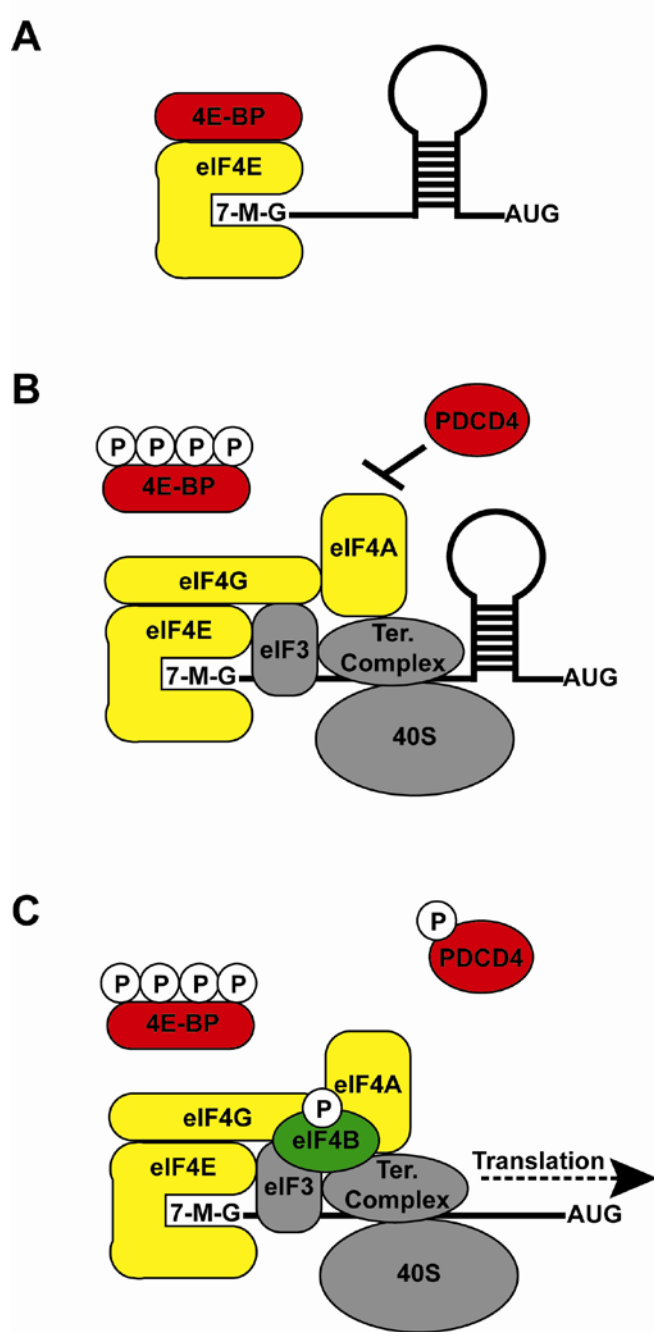 A
4E-BP
eIF4E
7-M-G
AUG
B
PDCD4
P P P P
4E-BP
eIF4A
eIF4G
eIF4E
eIF3
Ter.
Complex
7-M-G
AUG
40S
C
P
PDCD4
P P P P
4E-BP
eIF4A
P
eIF4G
eIF4B
eIF4E
eIF3
Ter.
Complex
Translation
7-M-G
AUG
40S